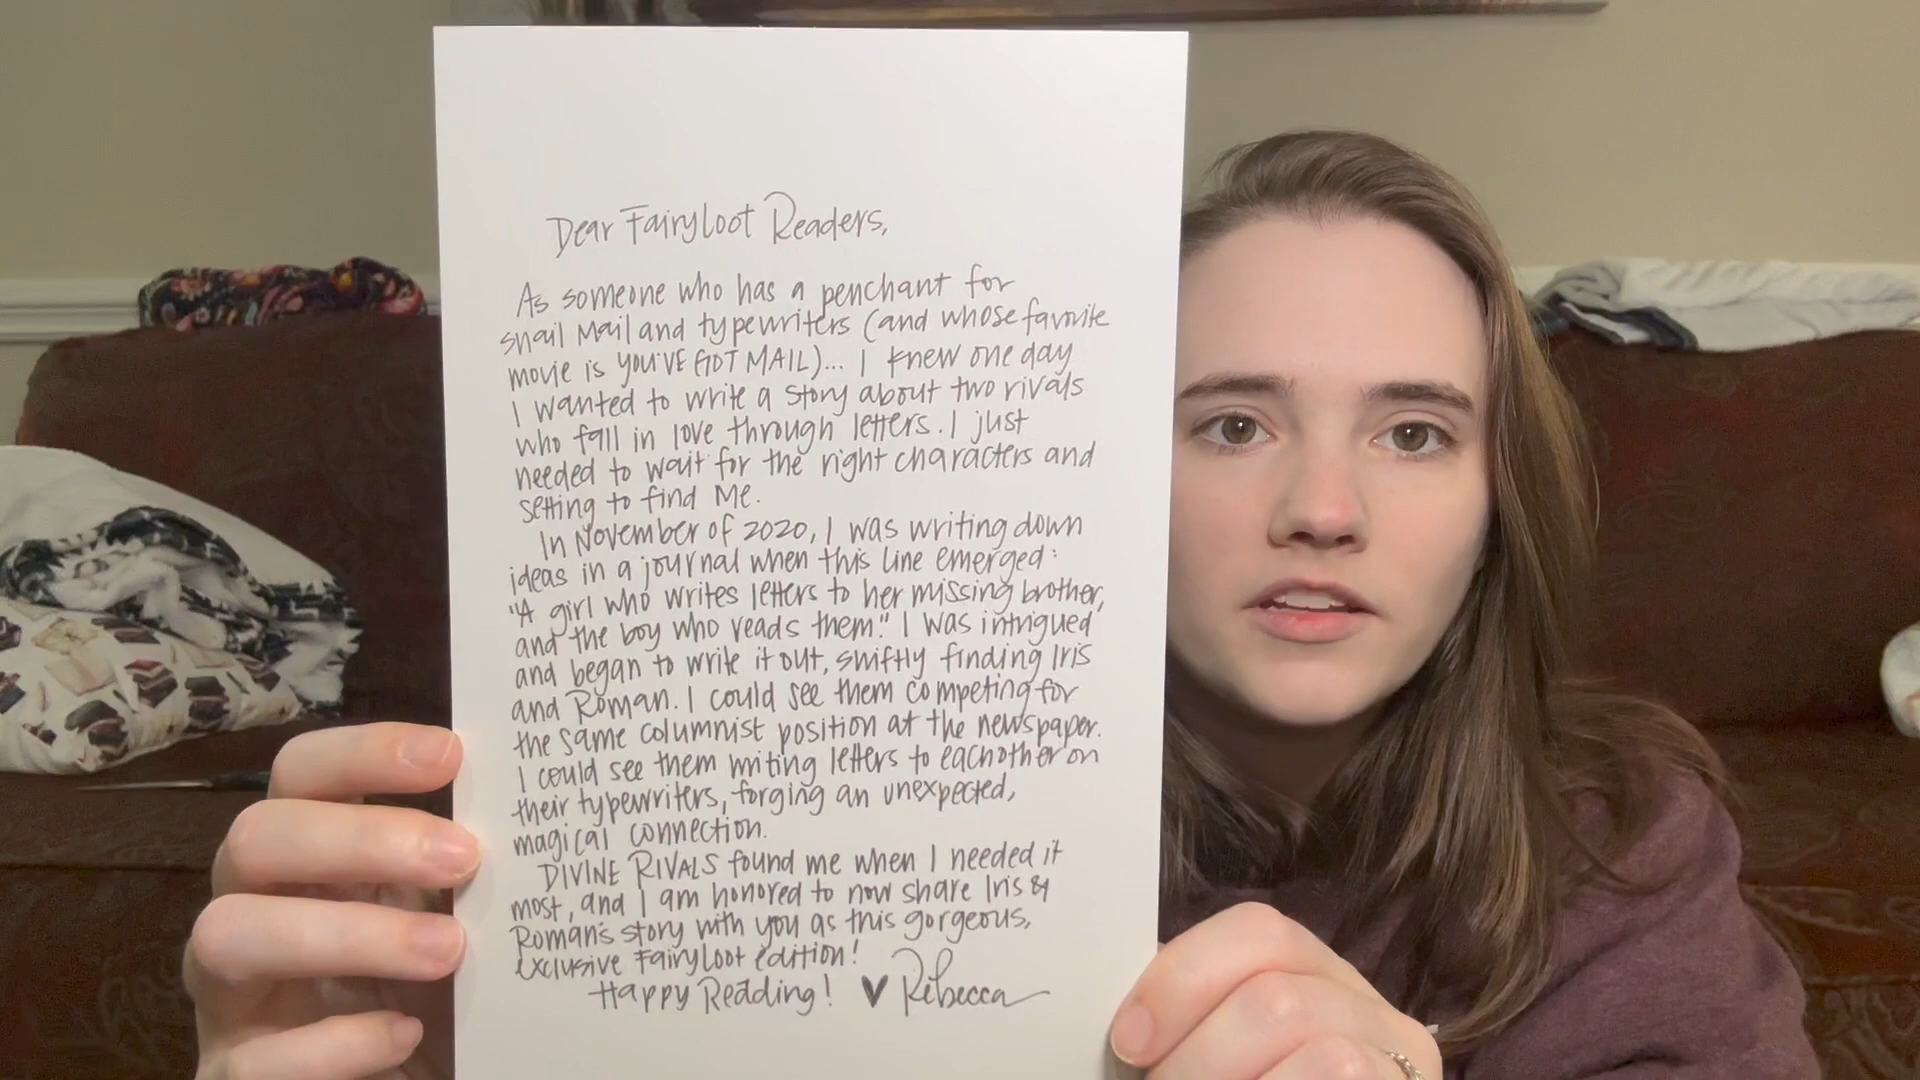 Dear Fairyloot Readers,
As someone who has a penchant for
snail mail and typewriters (and whose favorite
movie is YOU'VE GOT MAIL)... I knew one day
I wanted to write a story about two rivals
who fall in love through letters. I just
needed to wait for the right characters and
setting to find me.
In November of 2020, I was writing down
ideas in a journal when this line emerged:
"A girl who writes letters to her missing brother,
and the boy who reads them." I was intrigued
and began to write it out, swiftly finding Iris
and Roman. I could see them competing for
the same columnist position at the newspaper.
I could see them writing letters to eachother on
their typewriters, forging an unexpected,
magical connection.
DIVINE RIVALS found me when I needed it
most, and I am honored to now share Iris &
Roman's story with you as this gorgeous,
exclusive Fairyloot edition!
Happy Reading! ♥ Rebecca